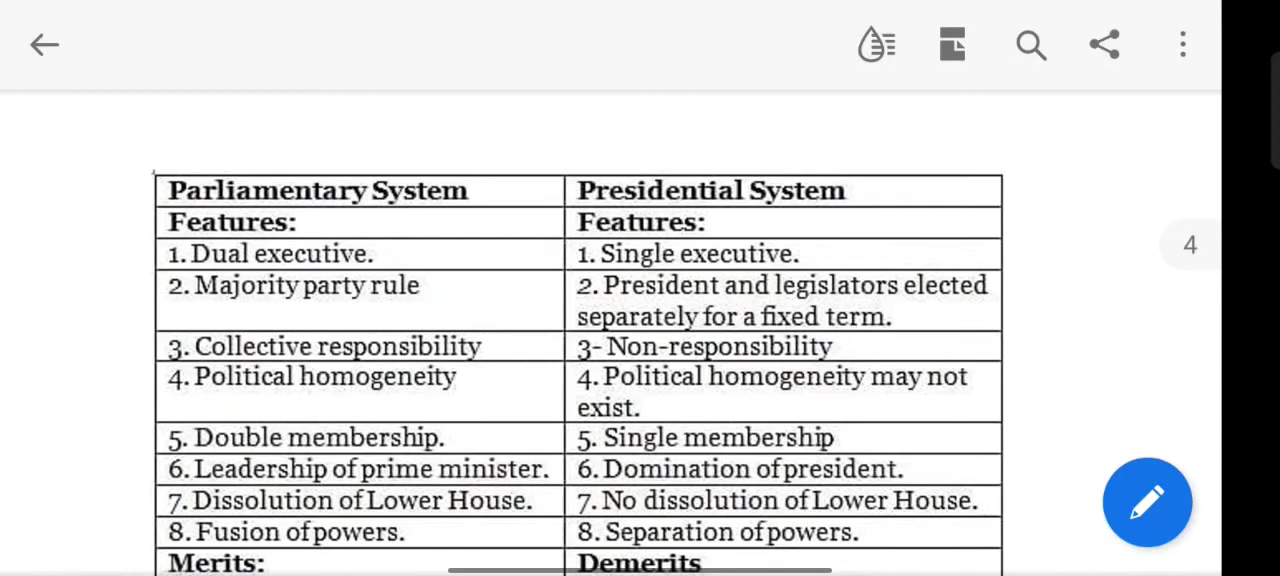 4
Parliamentary System Presidential System
Features: Features:
1. Dual executive. 1. Single executive.
2. Majority party rule 2. President and legislators elected
separately for a fixed term.
3. Collective responsibility 3- Non-responsibility
4. Political homogeneity 4. Political homogeneity may not
exist.
5. Double membership. 5. Single membership
6. Leadership of prime minister. 6. Domination of president.
7. Dissolution of Lower House. 7. No dissolution of Lower House.
8. Fusion of powers. 8. Separation of powers.
Merits: Demerits